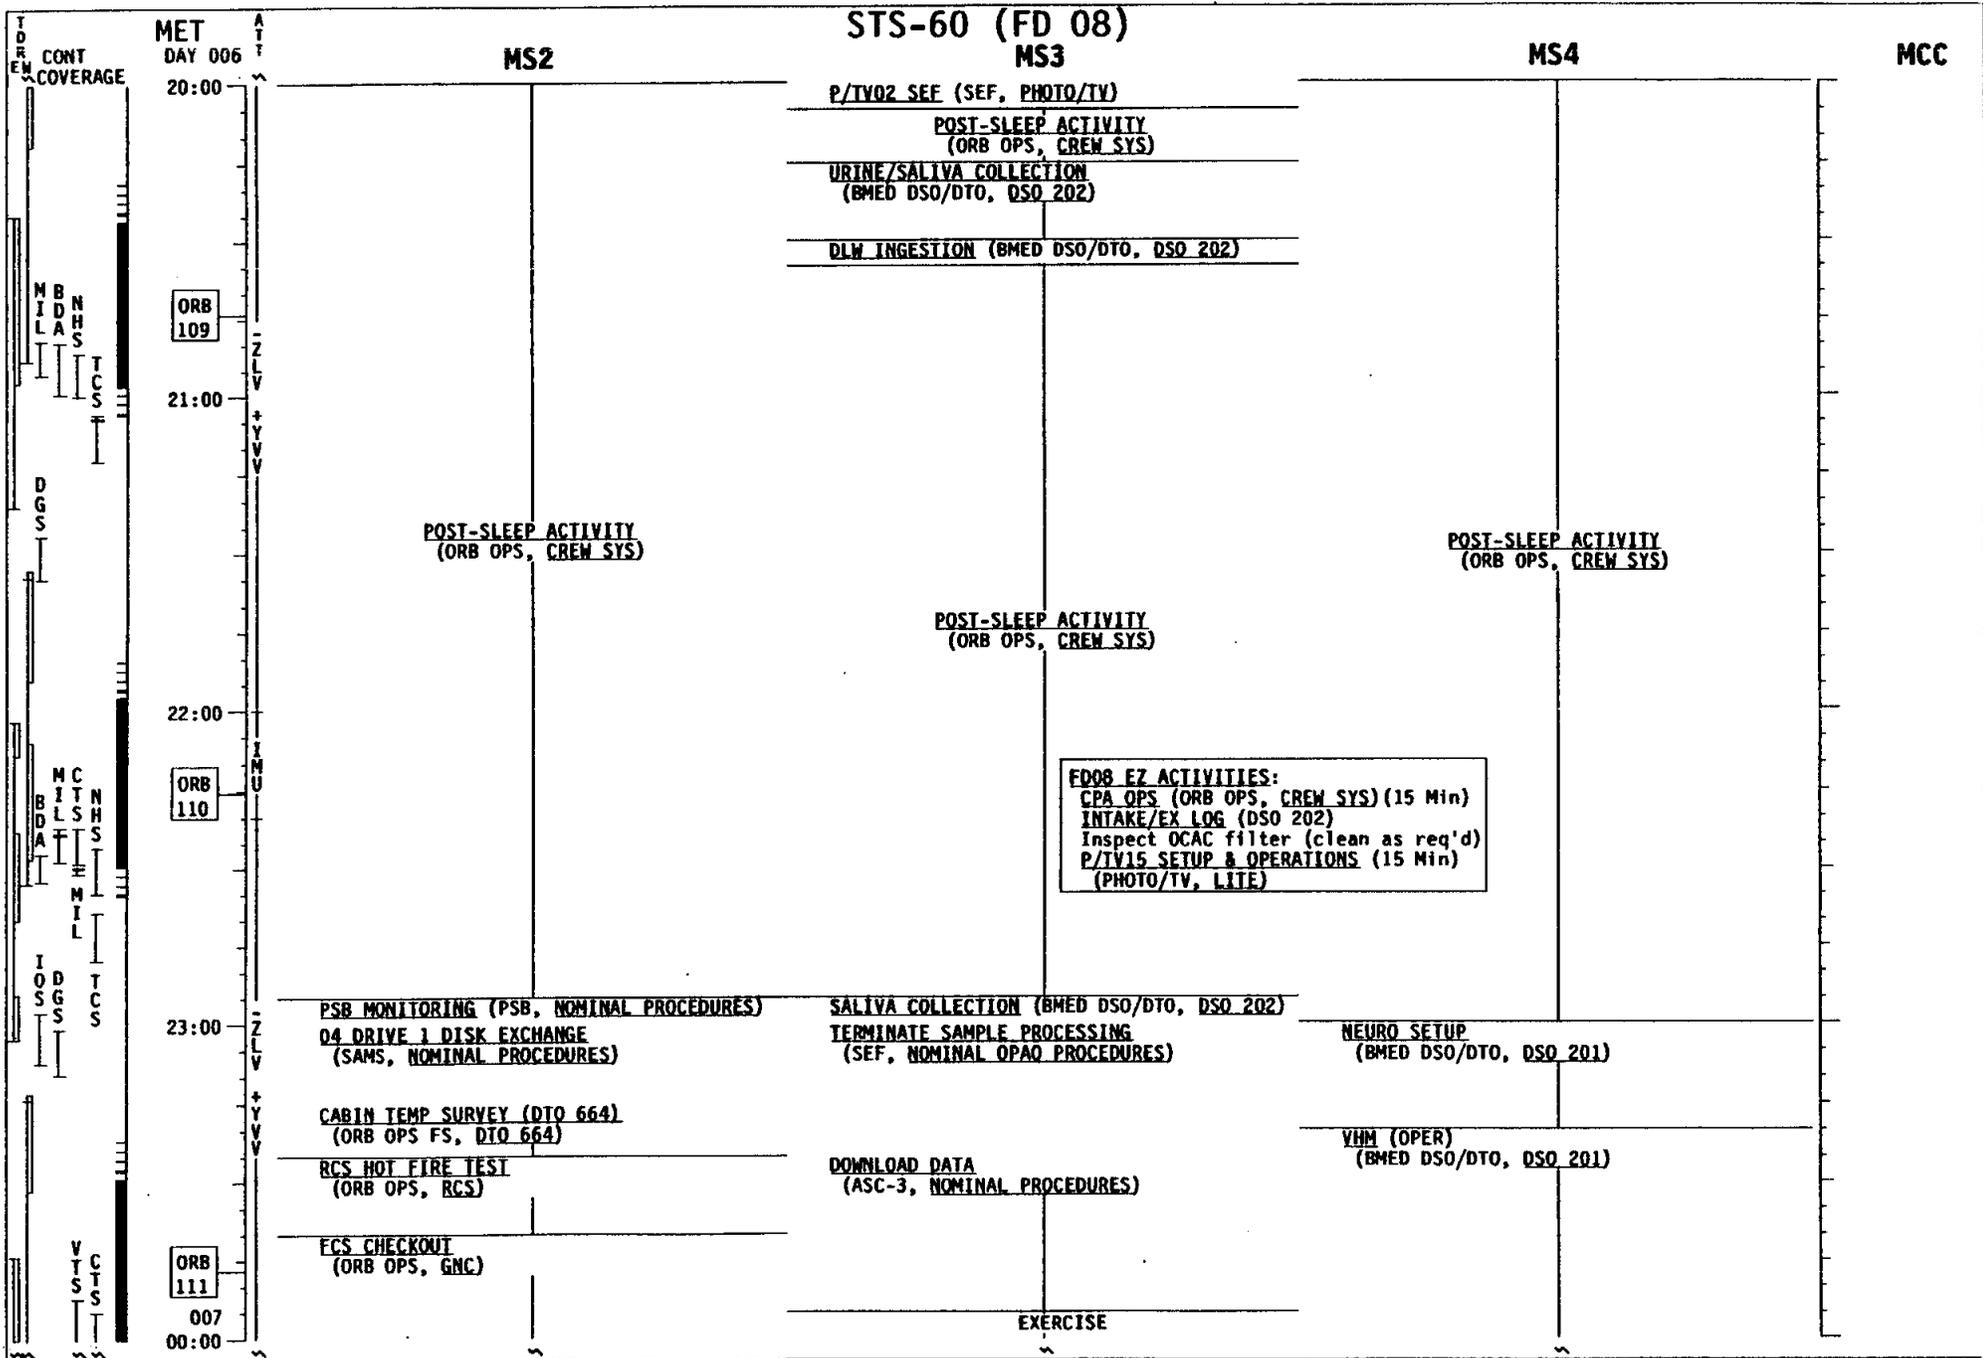 STS-60 (FD 08)
TDRE W
CONT COVERAGE
MET
DAY 006
ATT
MS2
MS3
MS4
MCC
20:00
P/TV02 SEF (SEF, PHOTO/TV)
POST-SLEEP ACTIVITY
(ORB OPS, CREW SYS)
URINE/SALIVA COLLECTION
(BMED DSO/DTO, DSO 202)
DLW INGESTION (BMED DSO/DTO, DSO 202)
MIL
BDA
NHS
TCS
ORB
109
-ZLV
+YVV
21:00
DGS
POST-SLEEP ACTIVITY
(ORB OPS, CREW SYS)
POST-SLEEP ACTIVITY
(ORB OPS, CREW SYS)
POST-SLEEP ACTIVITY
(ORB OPS, CREW SYS)
22:00
IMU
BDA
MIL
CTS
NHS
MIL
ORB
110
FD08 EZ ACTIVITIES:
CPA OPS (ORB OPS, CREW SYS)(15 Min)
INTAKE/EX LOG (DSO 202)
Inspect OCAC filter (clean as req'd)
P/TV15 SETUP & OPERATIONS (15 Min)
(PHOTO/TV, LITE)
IOS
DGS
TCS
23:00
-ZLV
+YVV
PSB MONITORING (PSB, NOMINAL PROCEDURES)
04 DRIVE 1 DISK EXCHANGE
(SAMS, NOMINAL PROCEDURES)
CABIN TEMP SURVEY (DTO 664)
(ORB OPS FS, DTO 664)
RCS HOT FIRE TEST
(ORB OPS, RCS)
FCS CHECKOUT
(ORB OPS, GNC)
SALIVA COLLECTION (BMED DSO/DTO, DSO 202)
TERMINATE SAMPLE PROCESSING
(SEF, NOMINAL OPAQ PROCEDURES)
DOWNLOAD DATA
(ASC-3, NOMINAL PROCEDURES)
EXERCISE
NEURO SETUP
(BMED DSO/DTO, DSO 201)
VHM (OPER)
(BMED DSO/DTO, DSO 201)
VTS
CTS
ORB
111
007
00:00